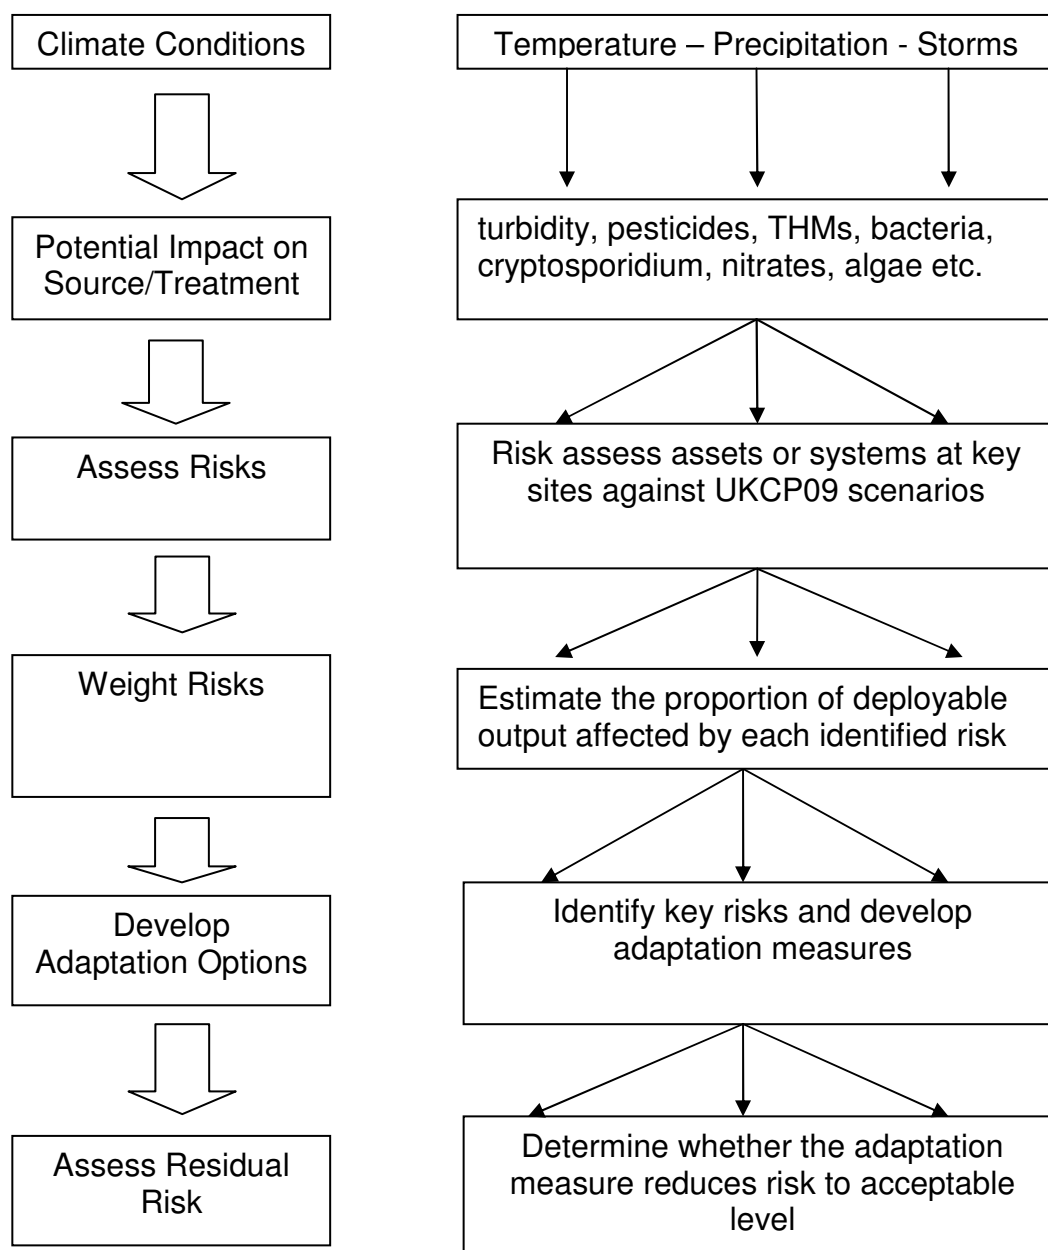 Climate Conditions
Temperature – Precipitation - Storms
Potential Impact on
Source/Treatment
turbidity, pesticides, THMs, bacteria,
cryptosporidium, nitrates, algae etc.
Assess Risks
Risk assess assets or systems at key
sites against UKCP09 scenarios
Weight Risks
Estimate the proportion of deployable
output affected by each identified risk
Develop
Adaptation Options
Identify key risks and develop
adaptation measures
Assess Residual
Risk
Determine whether the adaptation
measure reduces risk to acceptable
level